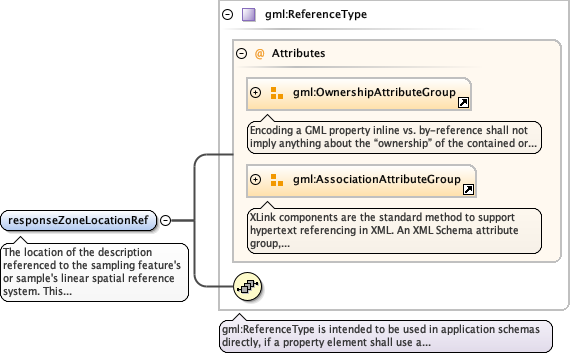 gml:ReferenceType
@ Attributes
gml:OwnershipAttributeGroup
Encoding a GML property inline vs. by-reference shall not
imply anything about the “ownership” of the contained or...
gml:AssociationAttributeGroup
XLink components are the standard method to support
hypertext referencing in XML. An XML Schema attribute
group,...
responseZoneLocationRef
The location of the description
referenced to the sampling feature's
or sample's linear spatial reference
system. This...
gml:ReferenceType is intended to be used in application schemas
directly, if a property element shall use a...